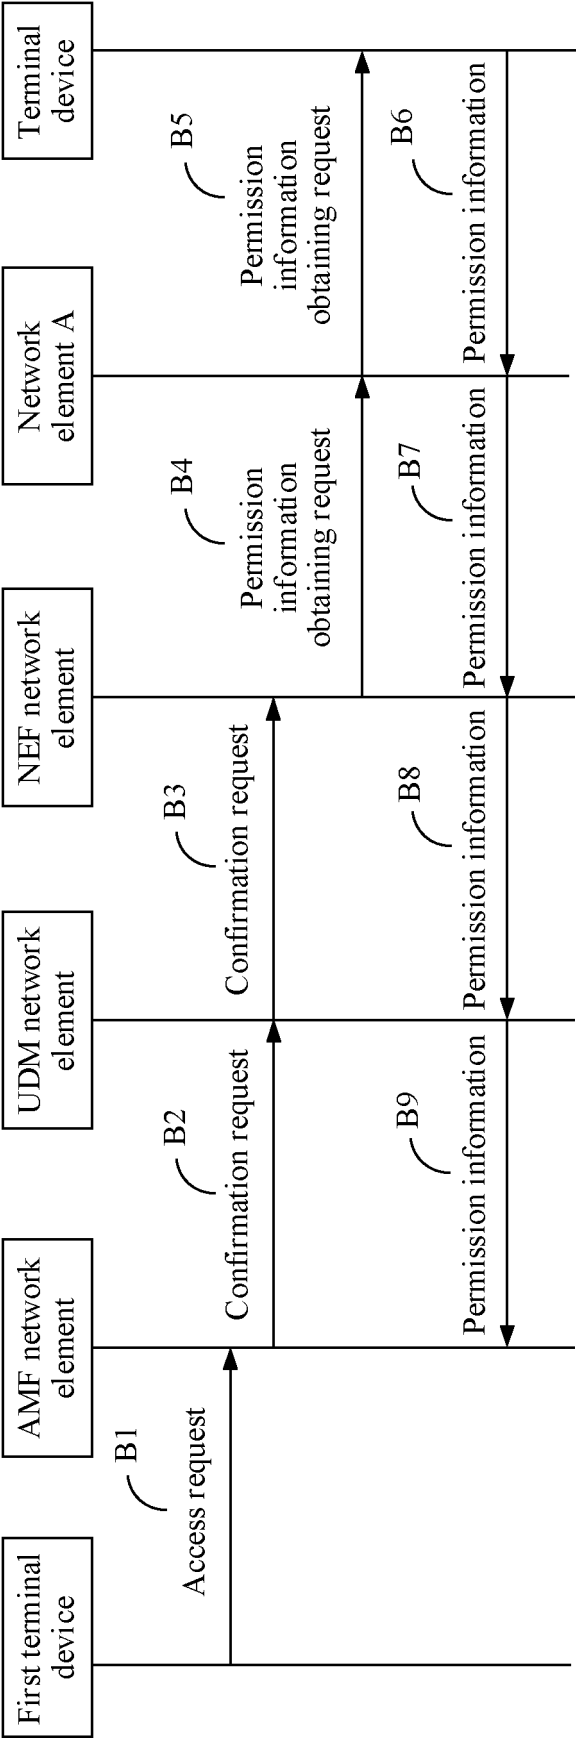 First terminal
device
AMF network
element
UDM network
element
NEF network
element
Network
element A
Terminal
device
B1
Access request
B2
Confirmation request
B3
Confirmation request
B4
Permission
information
obtaining request
B5
Permission
information
obtaining request
B6
Permission information
B7
Permission information
B8
Permission information
B9
Permission information